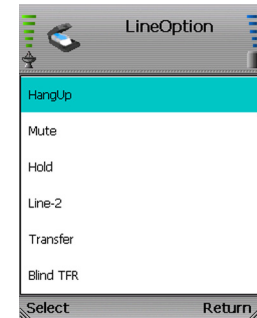 LineOption
HangUp
Mute
Hold
Line-2
Transfer
Blind TFR
Select Return